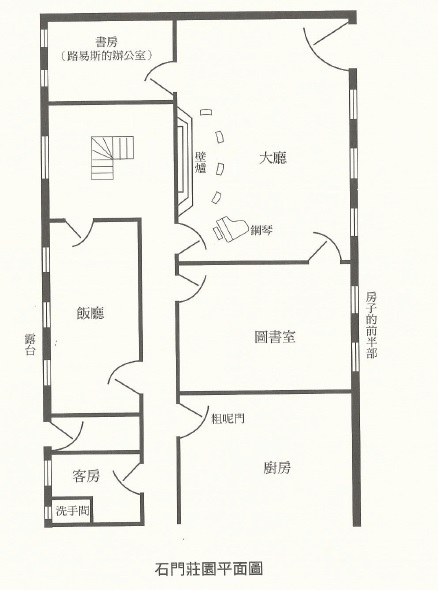 書房
（路易斯的辦公室）
大廳
壁爐
鋼琴
飯廳
圖書室
房子的前半部
露台
粗呢門
客房
廚房
洗手間
石門莊園平面圖